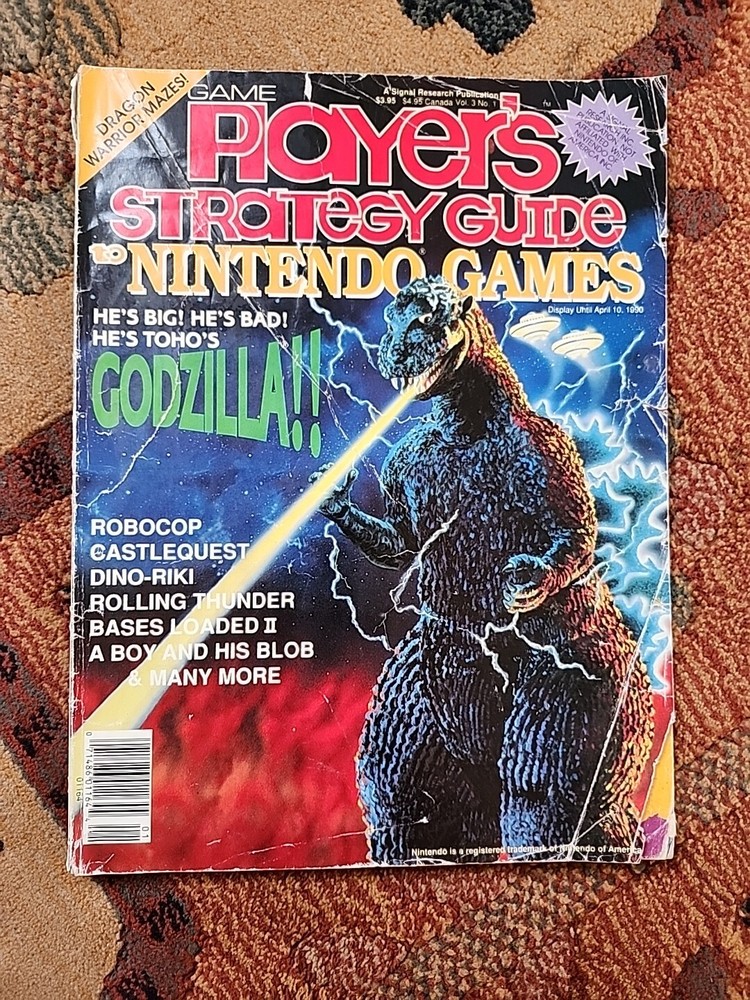 DRAGON
WARRIOR MAZES!
GAME
A Signal Research Publication
$3.95 $4.95 Canada Vol. 3 No. 1
PLAYER'S
TM
STRATEGY GUIDE
TO NINTENDO® GAMES
Display Until April 10, 1990
HE'S BIG! HE'S BAD!
HE'S TOHO'S
GODZILLA!!
ROBOCOP
CASTLEQUEST
DINO-RIKI
ROLLING THUNDER
BASES LOADED II
A BOY AND HIS BLOB
& MANY MORE
01
Nintendo is a registered trademark of Nintendo of America